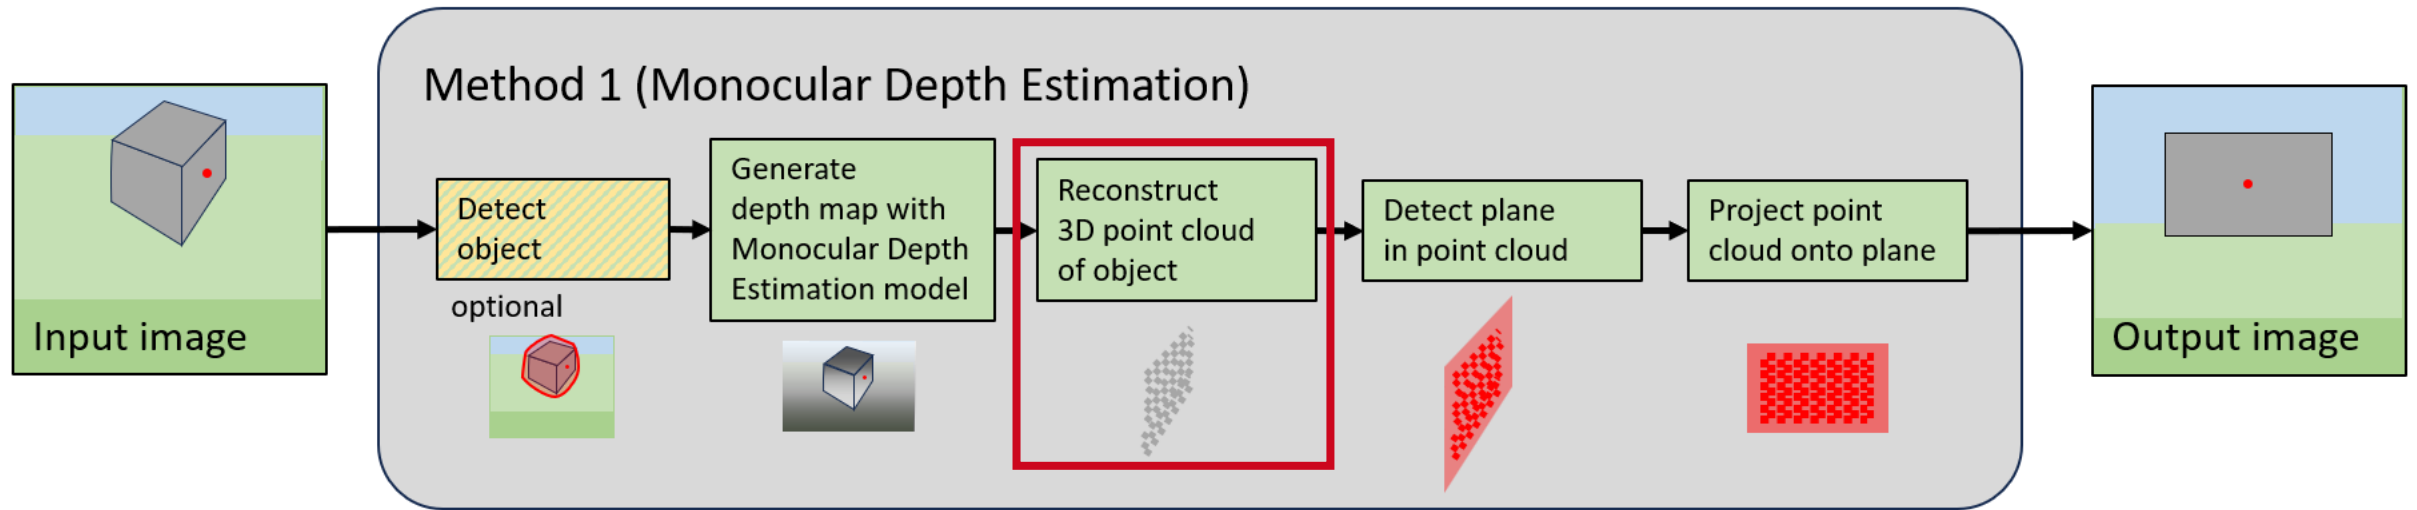 Method 1 (Monocular Depth Estimation)
Input image
Detect
object
optional
Generate
depth map with
Monocular Depth
Estimation model
Reconstruct
3D point cloud
of object
Detect plane
in point cloud
Project point
cloud onto plane
Output image